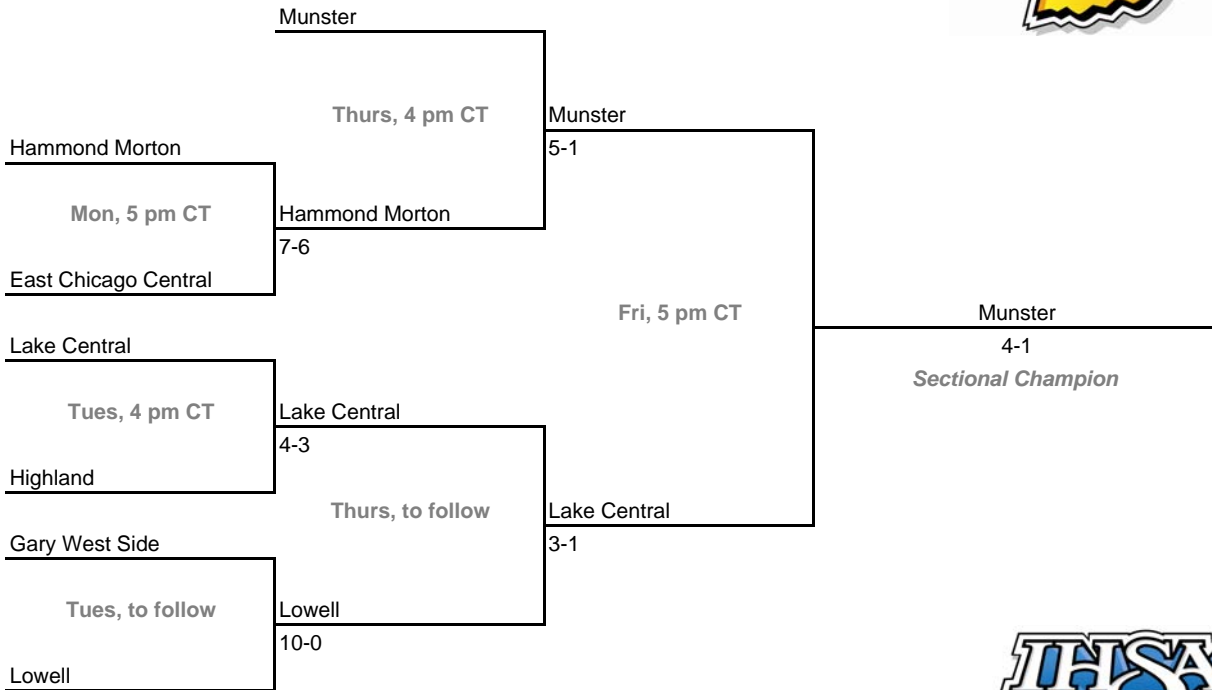 Munster
Thurs, 4 pm CT
Munster
5-1
Hammond Morton
Mon, 5 pm CT
Hammond Morton
7-6
East Chicago Central
Fri, 5 pm CT
Munster
4-1
Sectional Champion
Lake Central
Tues, 4 pm CT
Lake Central
4-3
Highland
Thurs, to follow
Lake Central
3-1
Gary West Side
Tues, to follow
Lowell
10-0
Lowell
IHSA